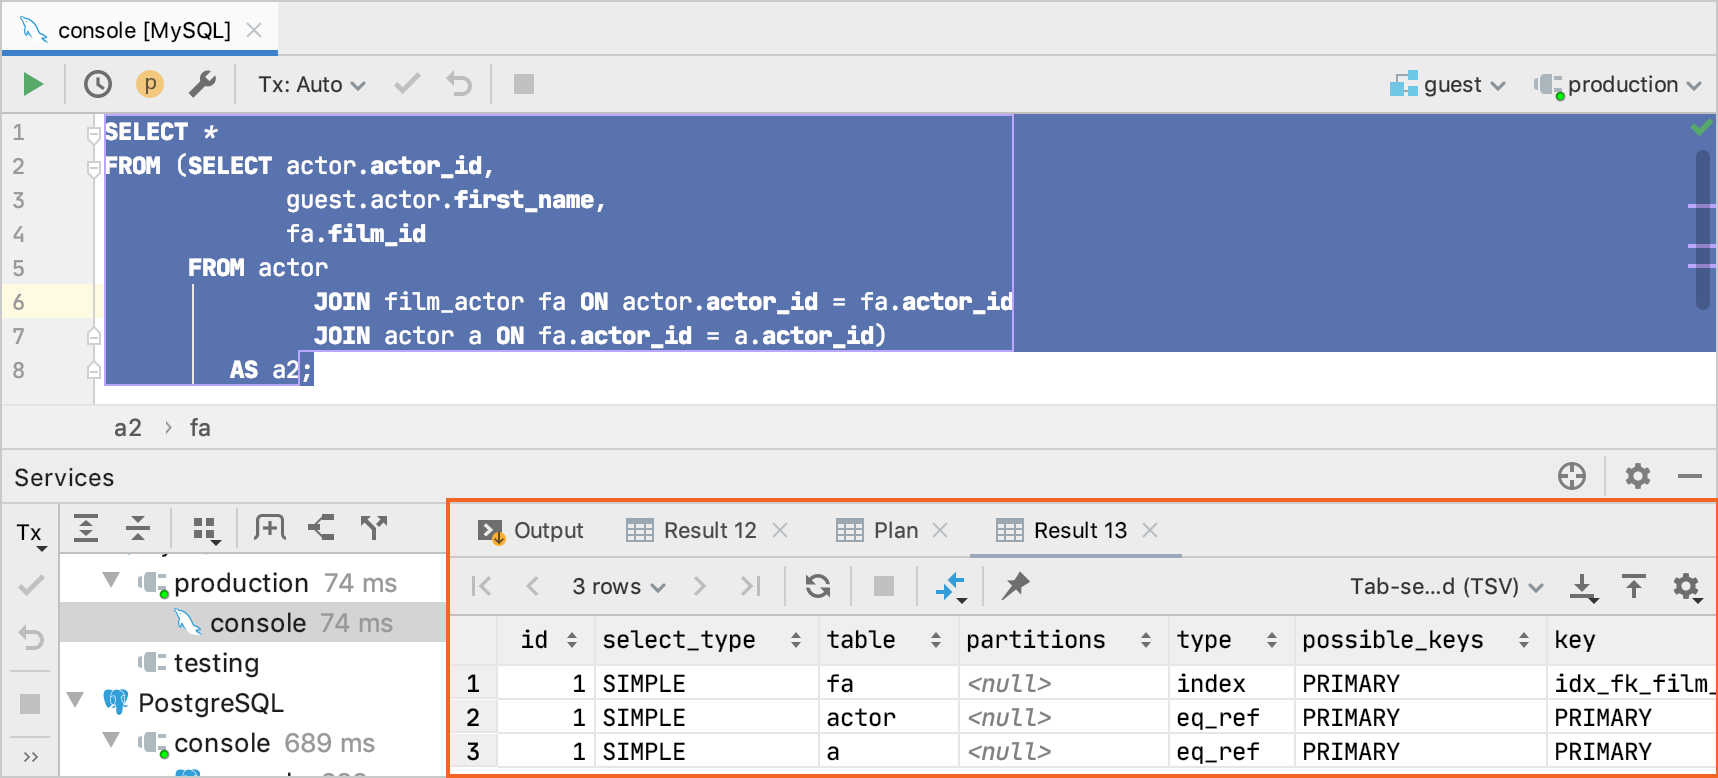 console [MySQL]
p Tx: Auto guest production
1 SELECT *
2 FROM (SELECT actor.actor_id,
3 guest.actor.first_name,
4 fa.film_id
5 FROM actor
6 JOIN film_actor fa ON actor.actor_id = fa.actor_id
7 JOIN actor a ON fa.actor_id = a.actor_id)
8 AS a2;
a2 › fa
Services
Tx
production 74 ms
console 74 ms
testing
PostgreSQL
console 689 ms
Output Result 12 Plan Result 13
3 rows Tab-se...d (TSV)
id select_type table partitions type possible_keys key
1 1 SIMPLE fa <null> index PRIMARY idx_fk_film_
2 1 SIMPLE actor <null> eq_ref PRIMARY PRIMARY
3 1 SIMPLE a <null> eq_ref PRIMARY PRIMARY